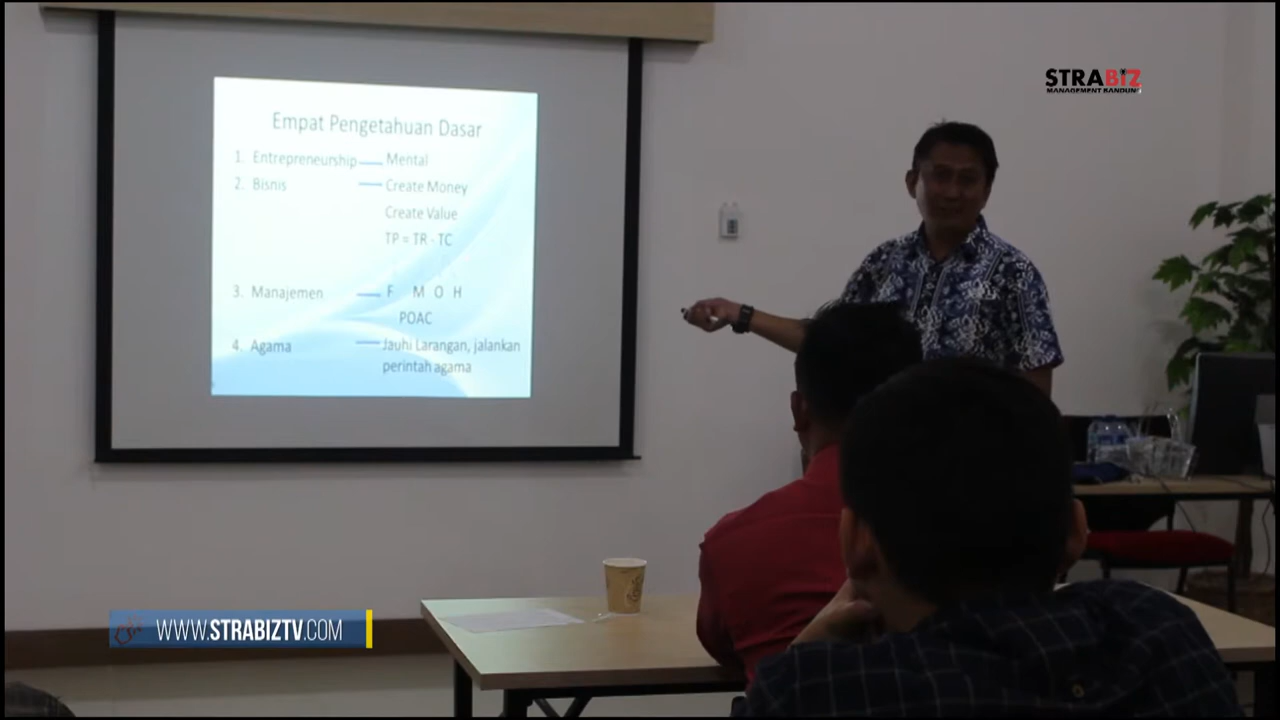 STRABIZ
MANAGEMENT BANDUNG
Empat Pengetahuan Dasar
1. Entrepreneurship Mental
2. Bisnis Create Money
Create Value
TP = TR - TC
3. Manajemen F M O H
POAC
4. Agama Jauhi Larangan, jalankan
perintah agama
WWW.STRABIZTV.COM